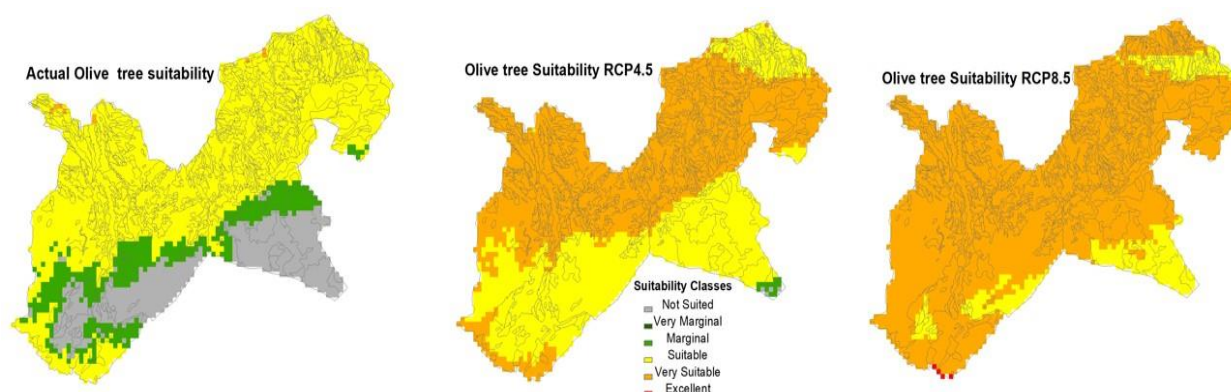 Actual Olive tree suitability
Olive tree Suitability RCP4.5
Olive tree Suitability RCP8.5
Suitability Classes
Not Suited
Very Marginal
Marginal
Suitable
Very Suitable
Excellent